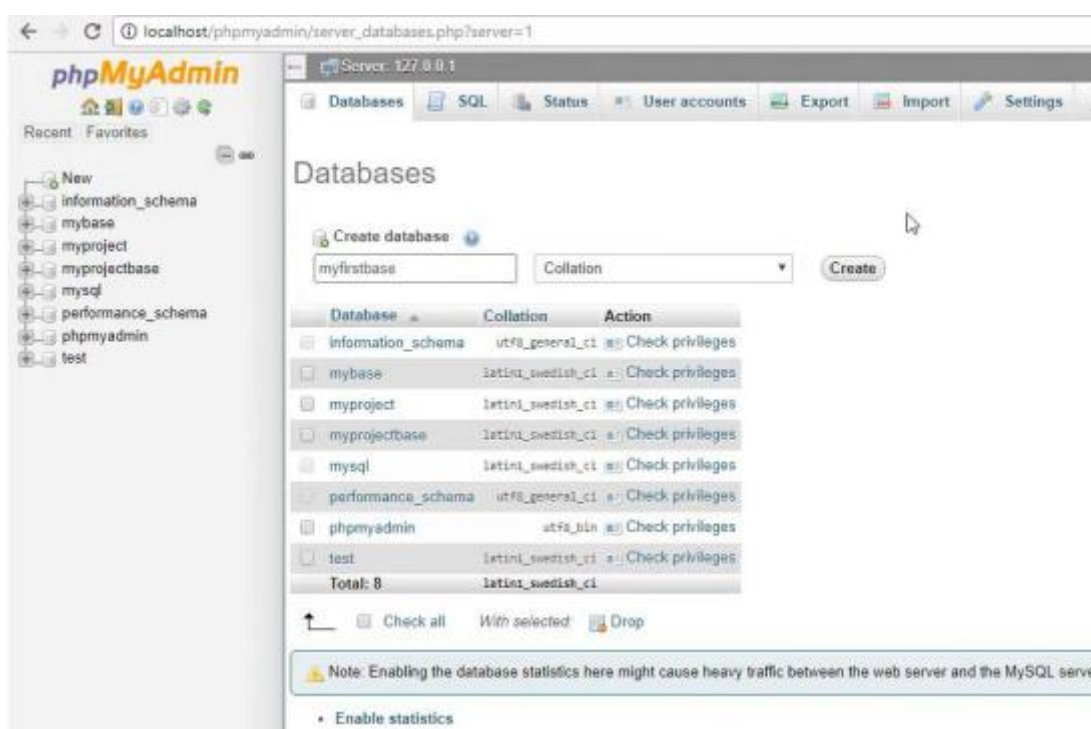 localhost/phpmyadmin/server_databases.php?server=1
phpMyAdmin
Recent Favorites
New
information_schema
mybase
myproject
myprojectbase
mysql
performance_schema
phpmyadmin
test
Server: 127.0.0.1
Databases SQL Status User accounts Export Import Settings
Databases
Create database
myfirstbase Collation Create
Database Collation Action
information_schema utf8_general_ci Check privileges
mybase latin1_swedish_ci Check privileges
myproject latin1_swedish_ci Check privileges
myprojectbase latin1_swedish_ci Check privileges
mysql latin1_swedish_ci Check privileges
performance_schema utf8_general_ci Check privileges
phpmyadmin utf8_bin Check privileges
test latin1_swedish_ci Check privileges
Total: 8 latin1_swedish_ci
Check all With selected: Drop
Note: Enabling the database statistics here might cause heavy traffic between the web server and the MySQL serve
Enable statistics